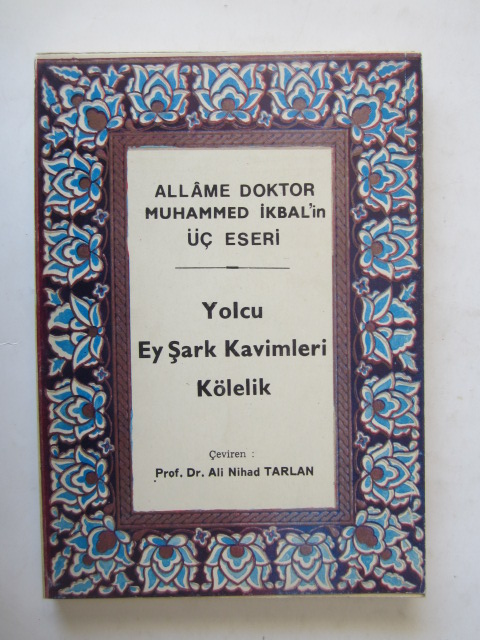 ALLÂME DOKTOR
MUHAMMED İKBAL'in
ÜÇ ESERİ
Yolcu
Ey Şark Kavimleri
Kölelik
Çeviren :
Prof. Dr. Ali Nihad TARLAN